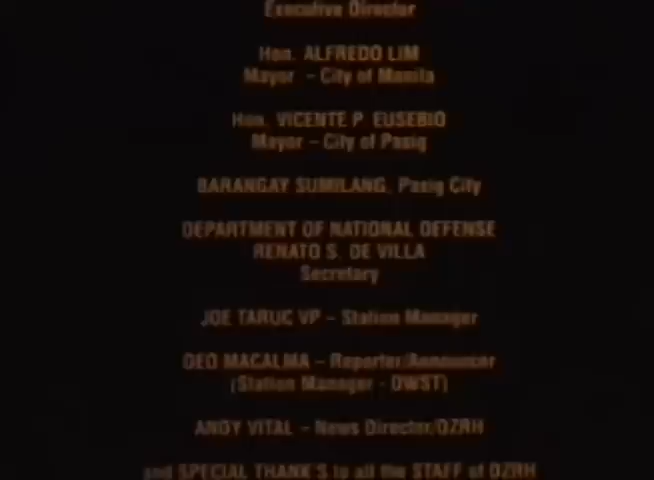 Executive Director
Hon. ALFREDO LIM
Mayor - City of Manila
Hon. VICENTE P. EUSEBIO
Mayor - City of Pasig
BARANGAY SUMILANG, Pasig City
DEPARTMENT OF NATIONAL DEFENSE
RENATO S. DE VILLA
Secretary
JOE TARUC VP - Station Manager
DEO MACALMA - Reporter/Announcer
(Station Manager - DWST)
ANDY VITAL - News Director/DZRH
and SPECIAL THANK'S to all the STAFF of DZRH